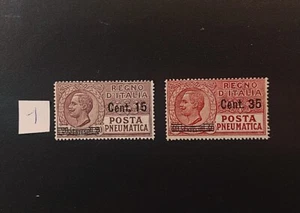 1
REGNO
D'ITALIA
Cent. 15
POSTA
PNEUMATICA
REGNO
D'ITALIA
Cent. 35
POSTA
PNEUMATICA